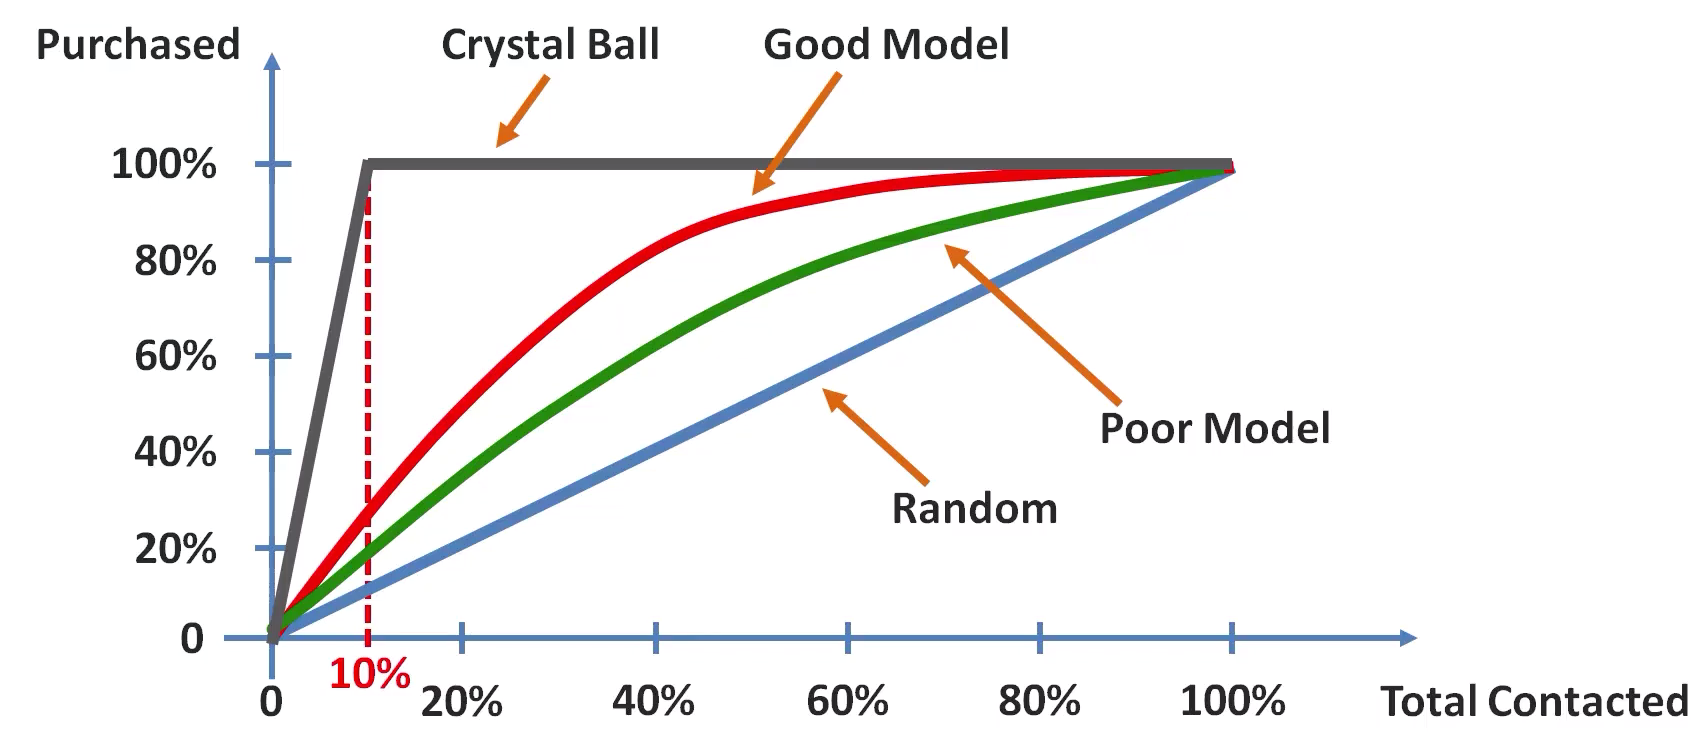 Purchased
Crystal Ball
Good Model
100%
80%
60%
40%
20%
0
Poor Model
Random
10%
0
20%
40%
60%
80%
100%
Total Contacted